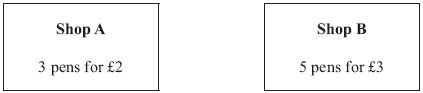 Shop A
3 pens for £2
Shop B
5 pens for £3